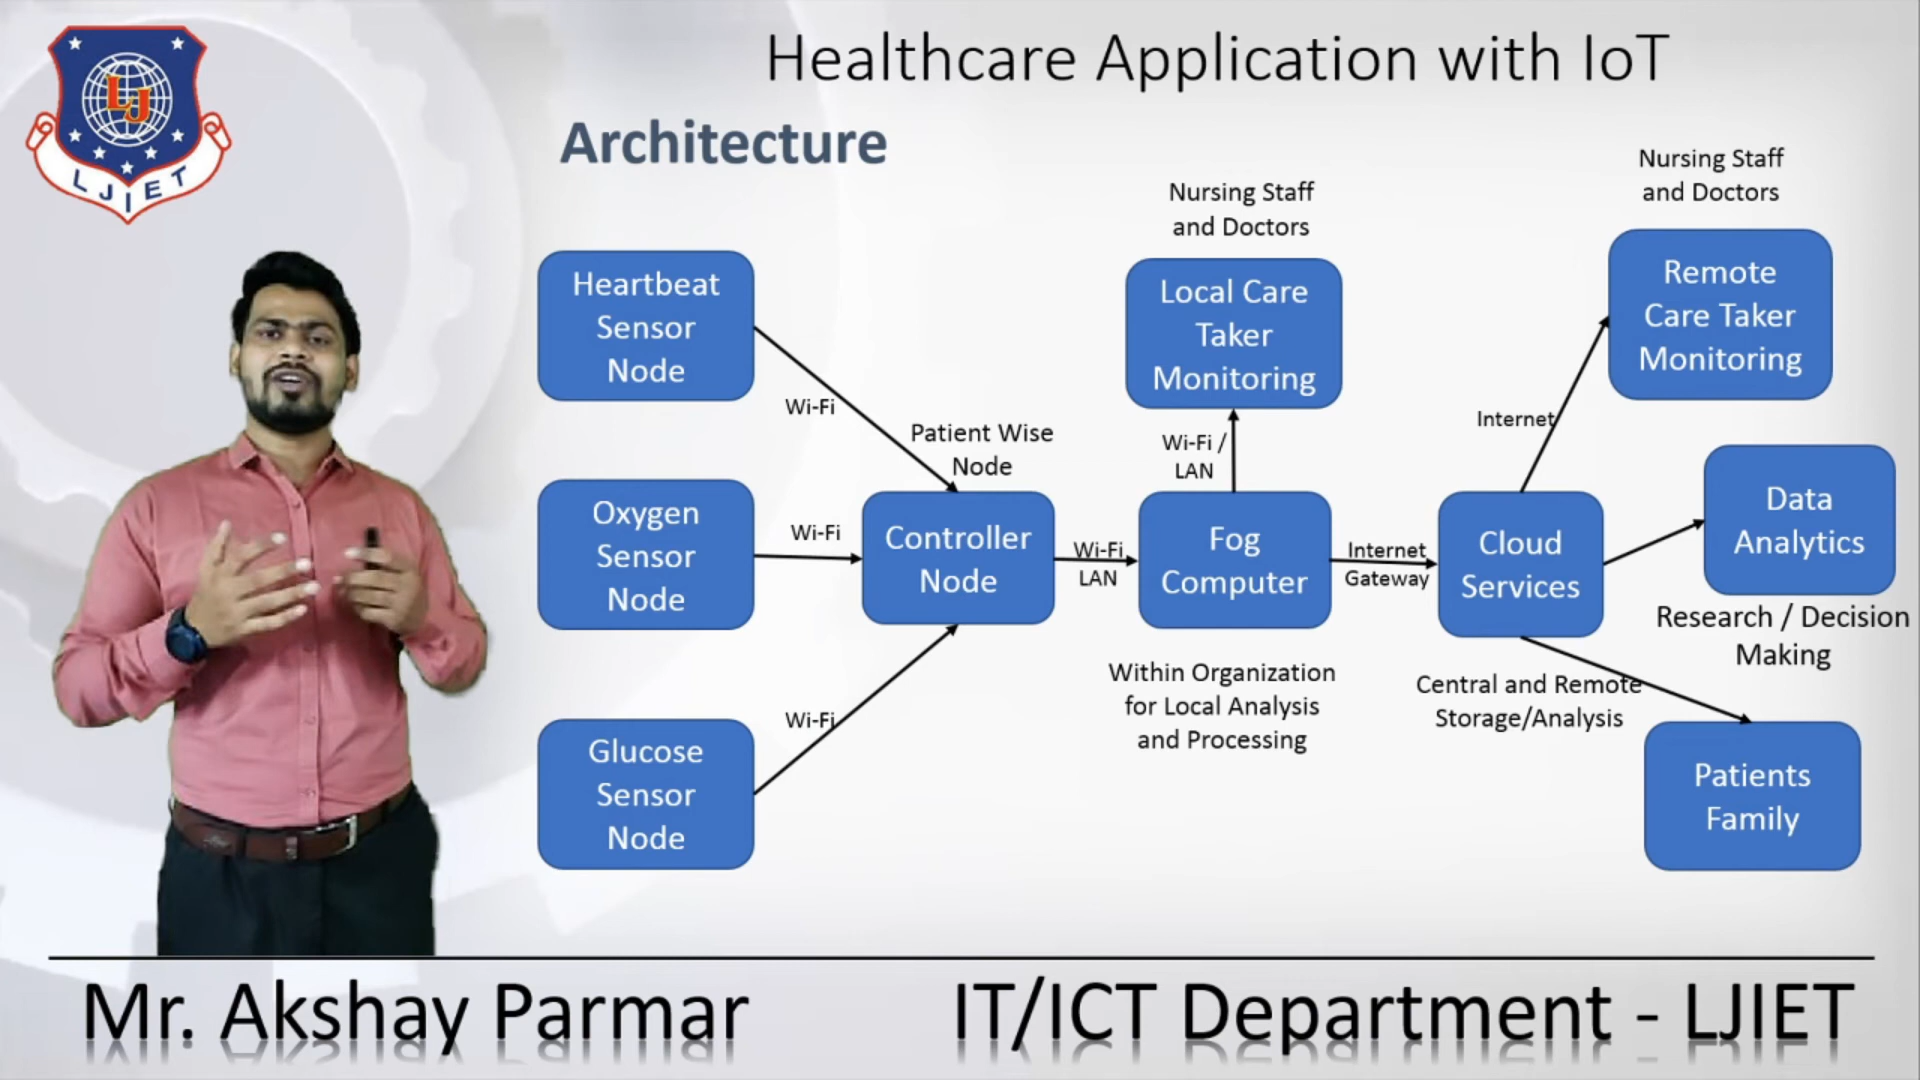 Healthcare Application with IoT
LJ
LJIET
Architecture
Nursing Staff
and Doctors
Nursing Staff
and Doctors
Heartbeat
Sensor
Node
Local Care
Taker
Monitoring
Remote
Care Taker
Monitoring
Wi-Fi
Patient Wise
Node
Wi-Fi /
LAN
Internet
Oxygen
Sensor
Node
Wi-Fi
Controller
Node
Wi-Fi
LAN
Fog
Computer
Internet
Gateway
Cloud
Services
Data
Analytics
Research / Decision
Making
Within Organization
for Local Analysis
and Processing
Central and Remote
Storage/Analysis
Wi-Fi
Glucose
Sensor
Node
Patients
Family
Mr. Akshay Parmar
IT/ICT Department - LJIET